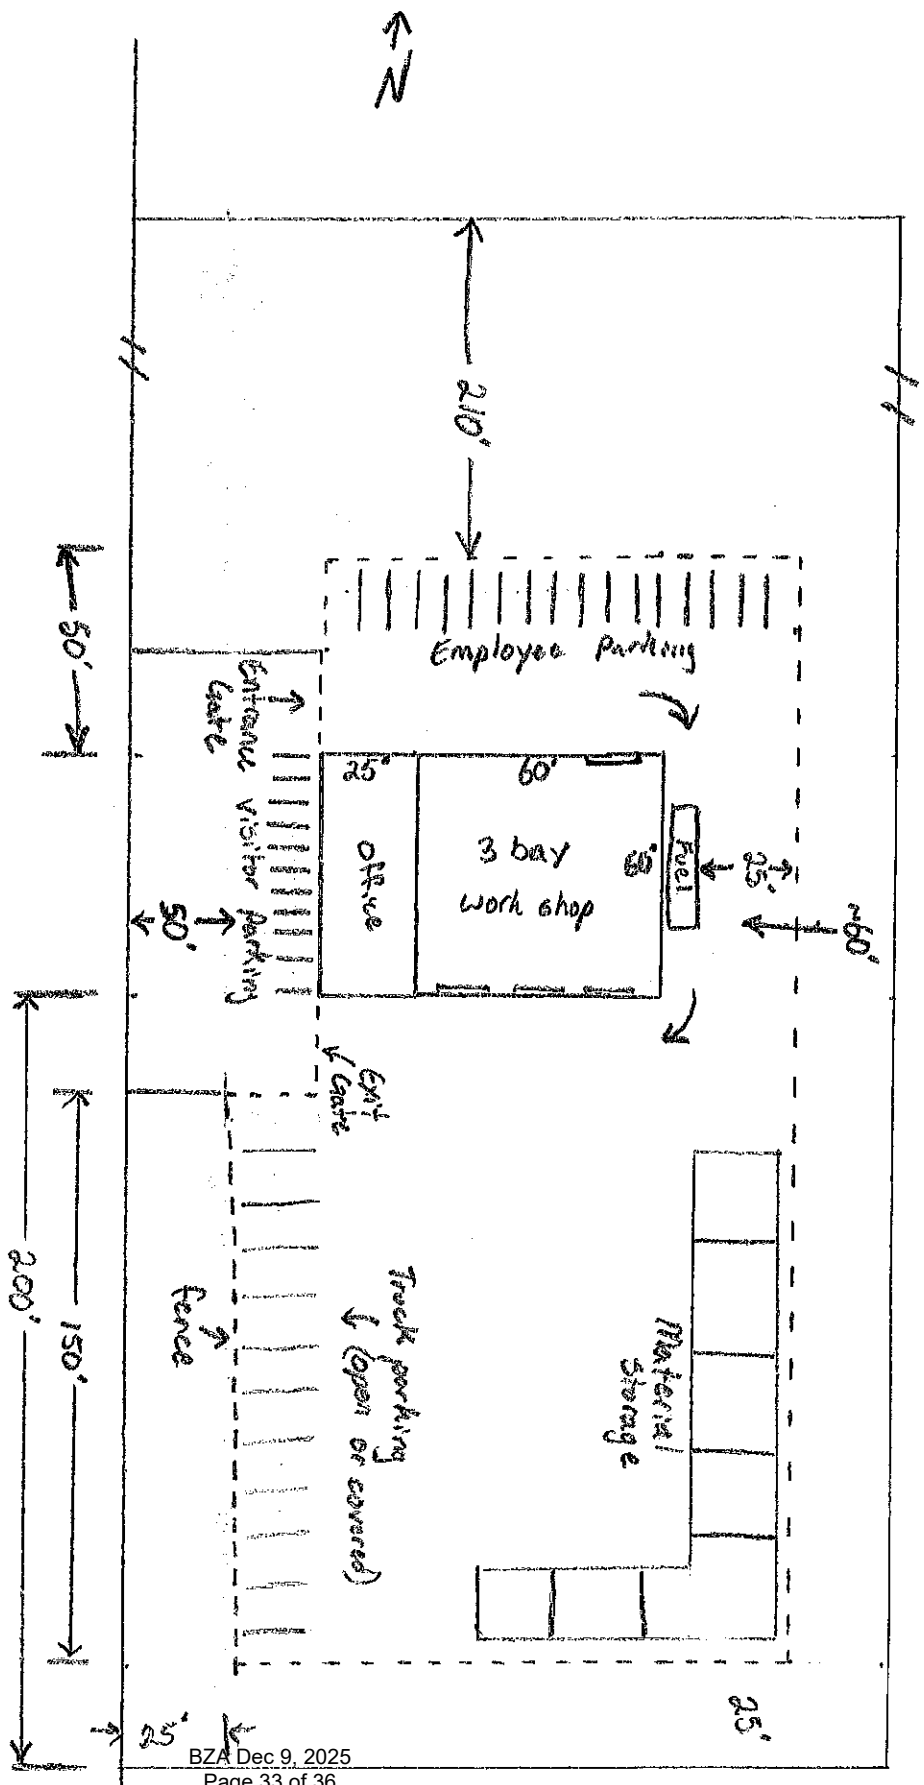 N
210'
50'
Employee Parking
Entrance
Gate
25'
60'
Visitor Parking
Office
3 bay
work shop
60'
Fuel
25'
~60'
50'
Exit
Gate
Truck parking
(open or covered)
fence
Material
Storage
150'
200'
25'
25'
BZA Dec 9, 2025
Page 33 of 36